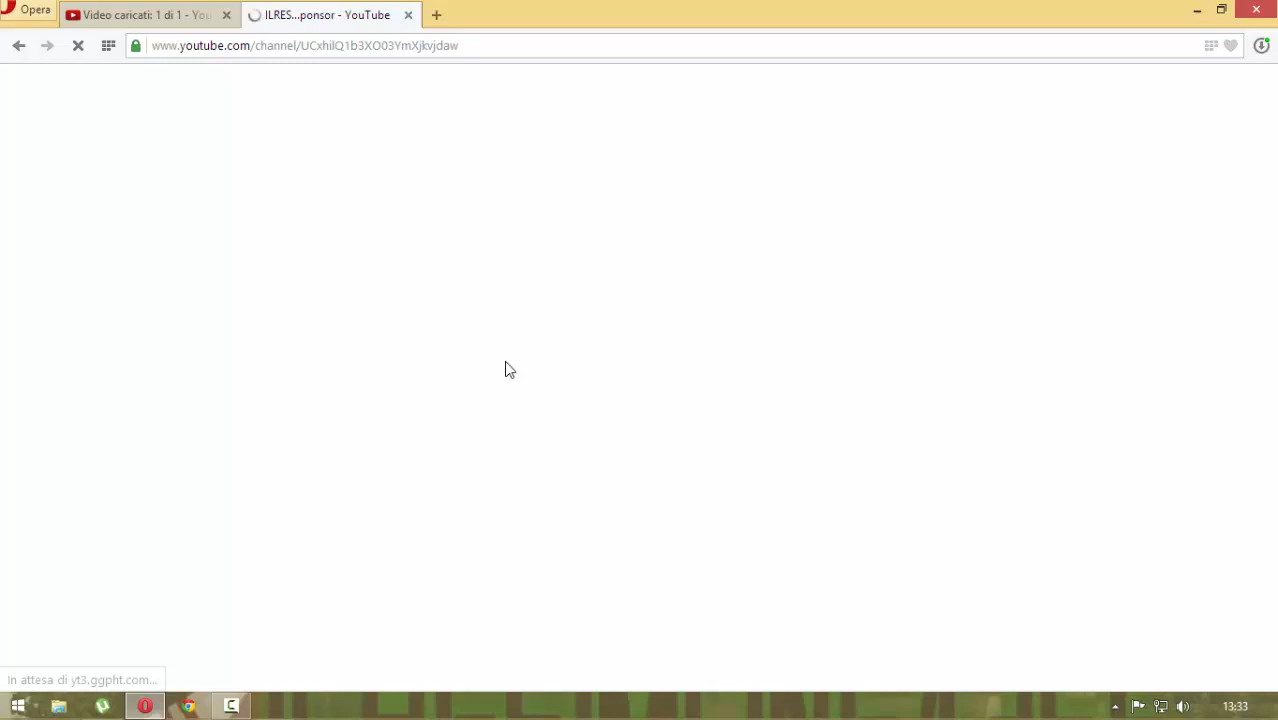 Opera
Video caricati: 1 di 1 - You
ILRES...ponsor - YouTube
www.youtube.com/channel/UCxhilQ1b3XO03YmXjkvjdaw
In attesa di yt3.ggpht.com...
13:33